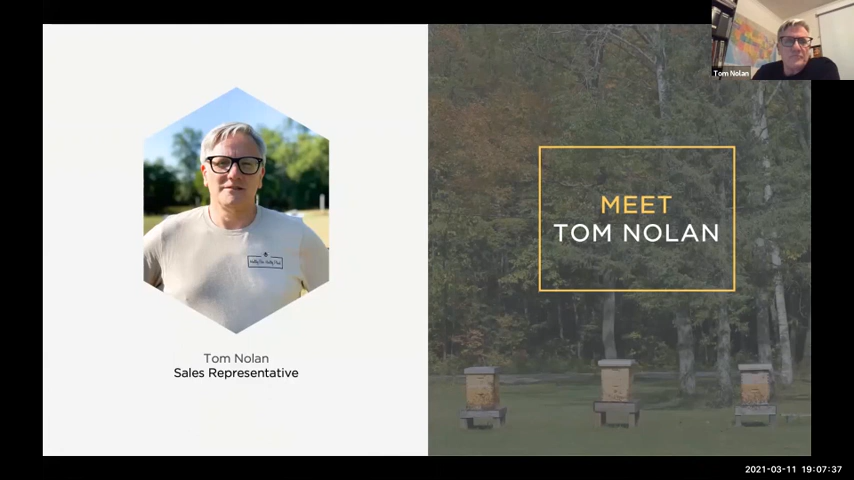 Tom Nolan
MEET
TOM NOLAN
Tom Nolan
Sales Representative
2021-03-11 19:07:37